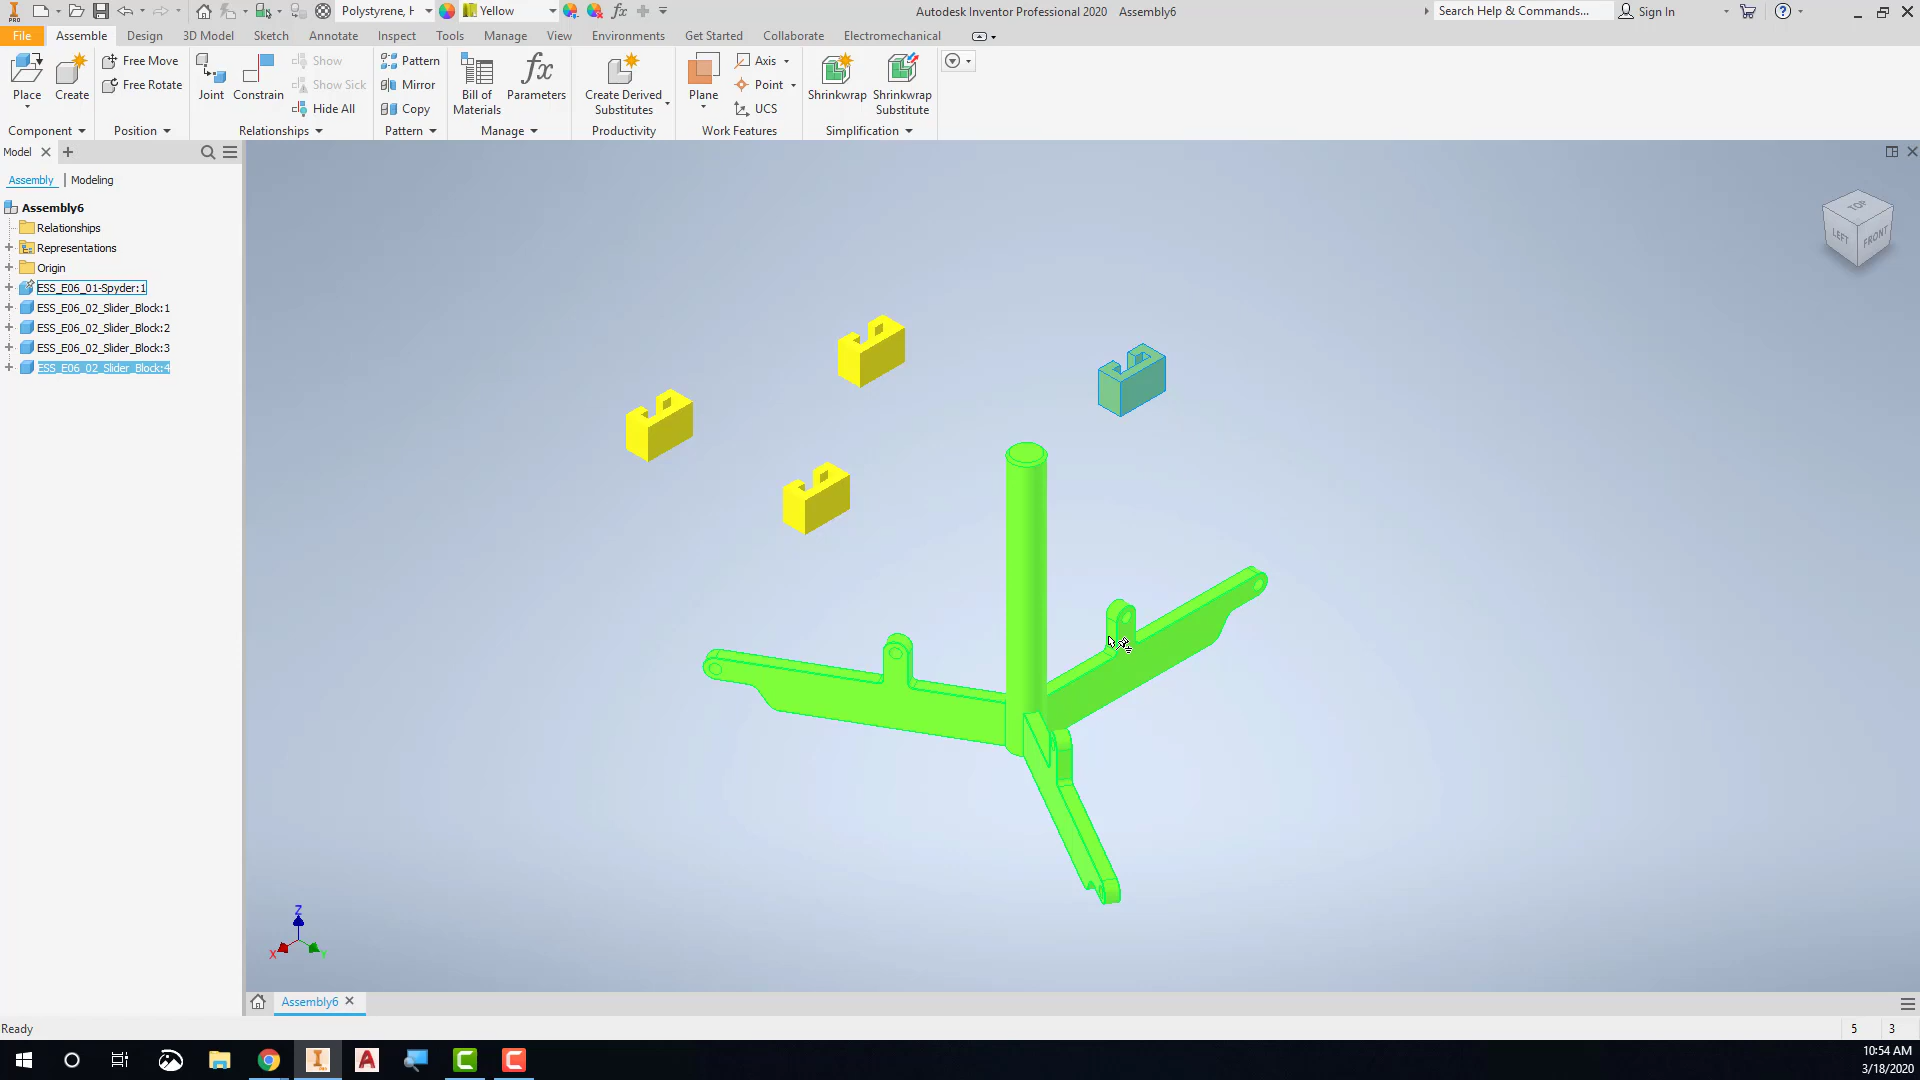 PRO
Polystyrene, H
Yellow
Autodesk Inventor Professional 2020 Assembly6
Search Help & Commands...
Sign In
File
Assemble
Design
3D Model
Sketch
Annotate
Inspect
Tools
Manage
View
Environments
Get Started
Collaborate
Electromechanical
Place
Create
Free Move
Free Rotate
Joint
Constrain
Show
Show Sick
Hide All
Pattern
Mirror
Copy
Bill of
Materials
Parameters
Create Derived
Substitutes
Plane
Axis
Point
UCS
Shrinkwrap
Shrinkwrap
Substitute
Component
Position
Relationships
Pattern
Manage
Productivity
Work Features
Simplification
Model
Assembly
Modeling
Assembly6
Relationships
Representations
Origin
ESS_E06_01-Spyder:1
ESS_E06_02_Slider_Block:1
ESS_E06_02_Slider_Block:2
ESS_E06_02_Slider_Block:3
ESS_E06_02_Slider_Block:4
TOP
LEFT
FRONT
Z
X
Y
Assembly6
Ready
5 3
10:54 AM
3/18/2020